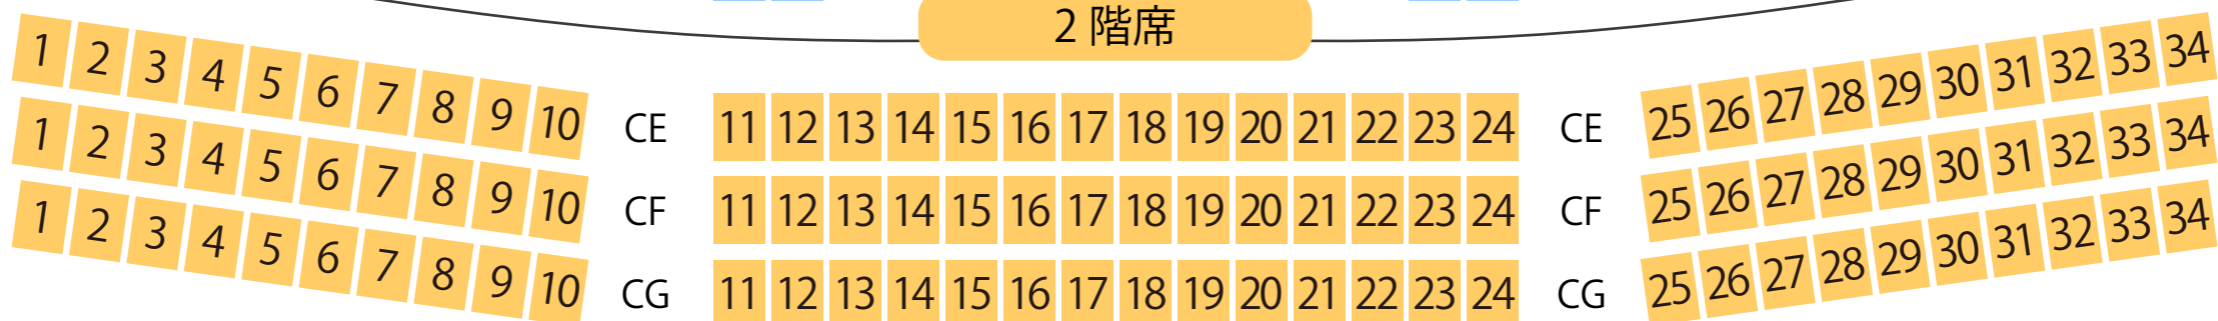 2 階席
1 2 3 4 5 6 7 8 9 10 CE 11 12 13 14 15 16 17 18 19 20 21 22 23 24 CE 25 26 27 28 29 30 31 32 33 34
1 2 3 4 5 6 7 8 9 10 CF 11 12 13 14 15 16 17 18 19 20 21 22 23 24 CF 25 26 27 28 29 30 31 32 33 34
1 2 3 4 5 6 7 8 9 10 CG 11 12 13 14 15 16 17 18 19 20 21 22 23 24 CG 25 26 27 28 29 30 31 32 33 34